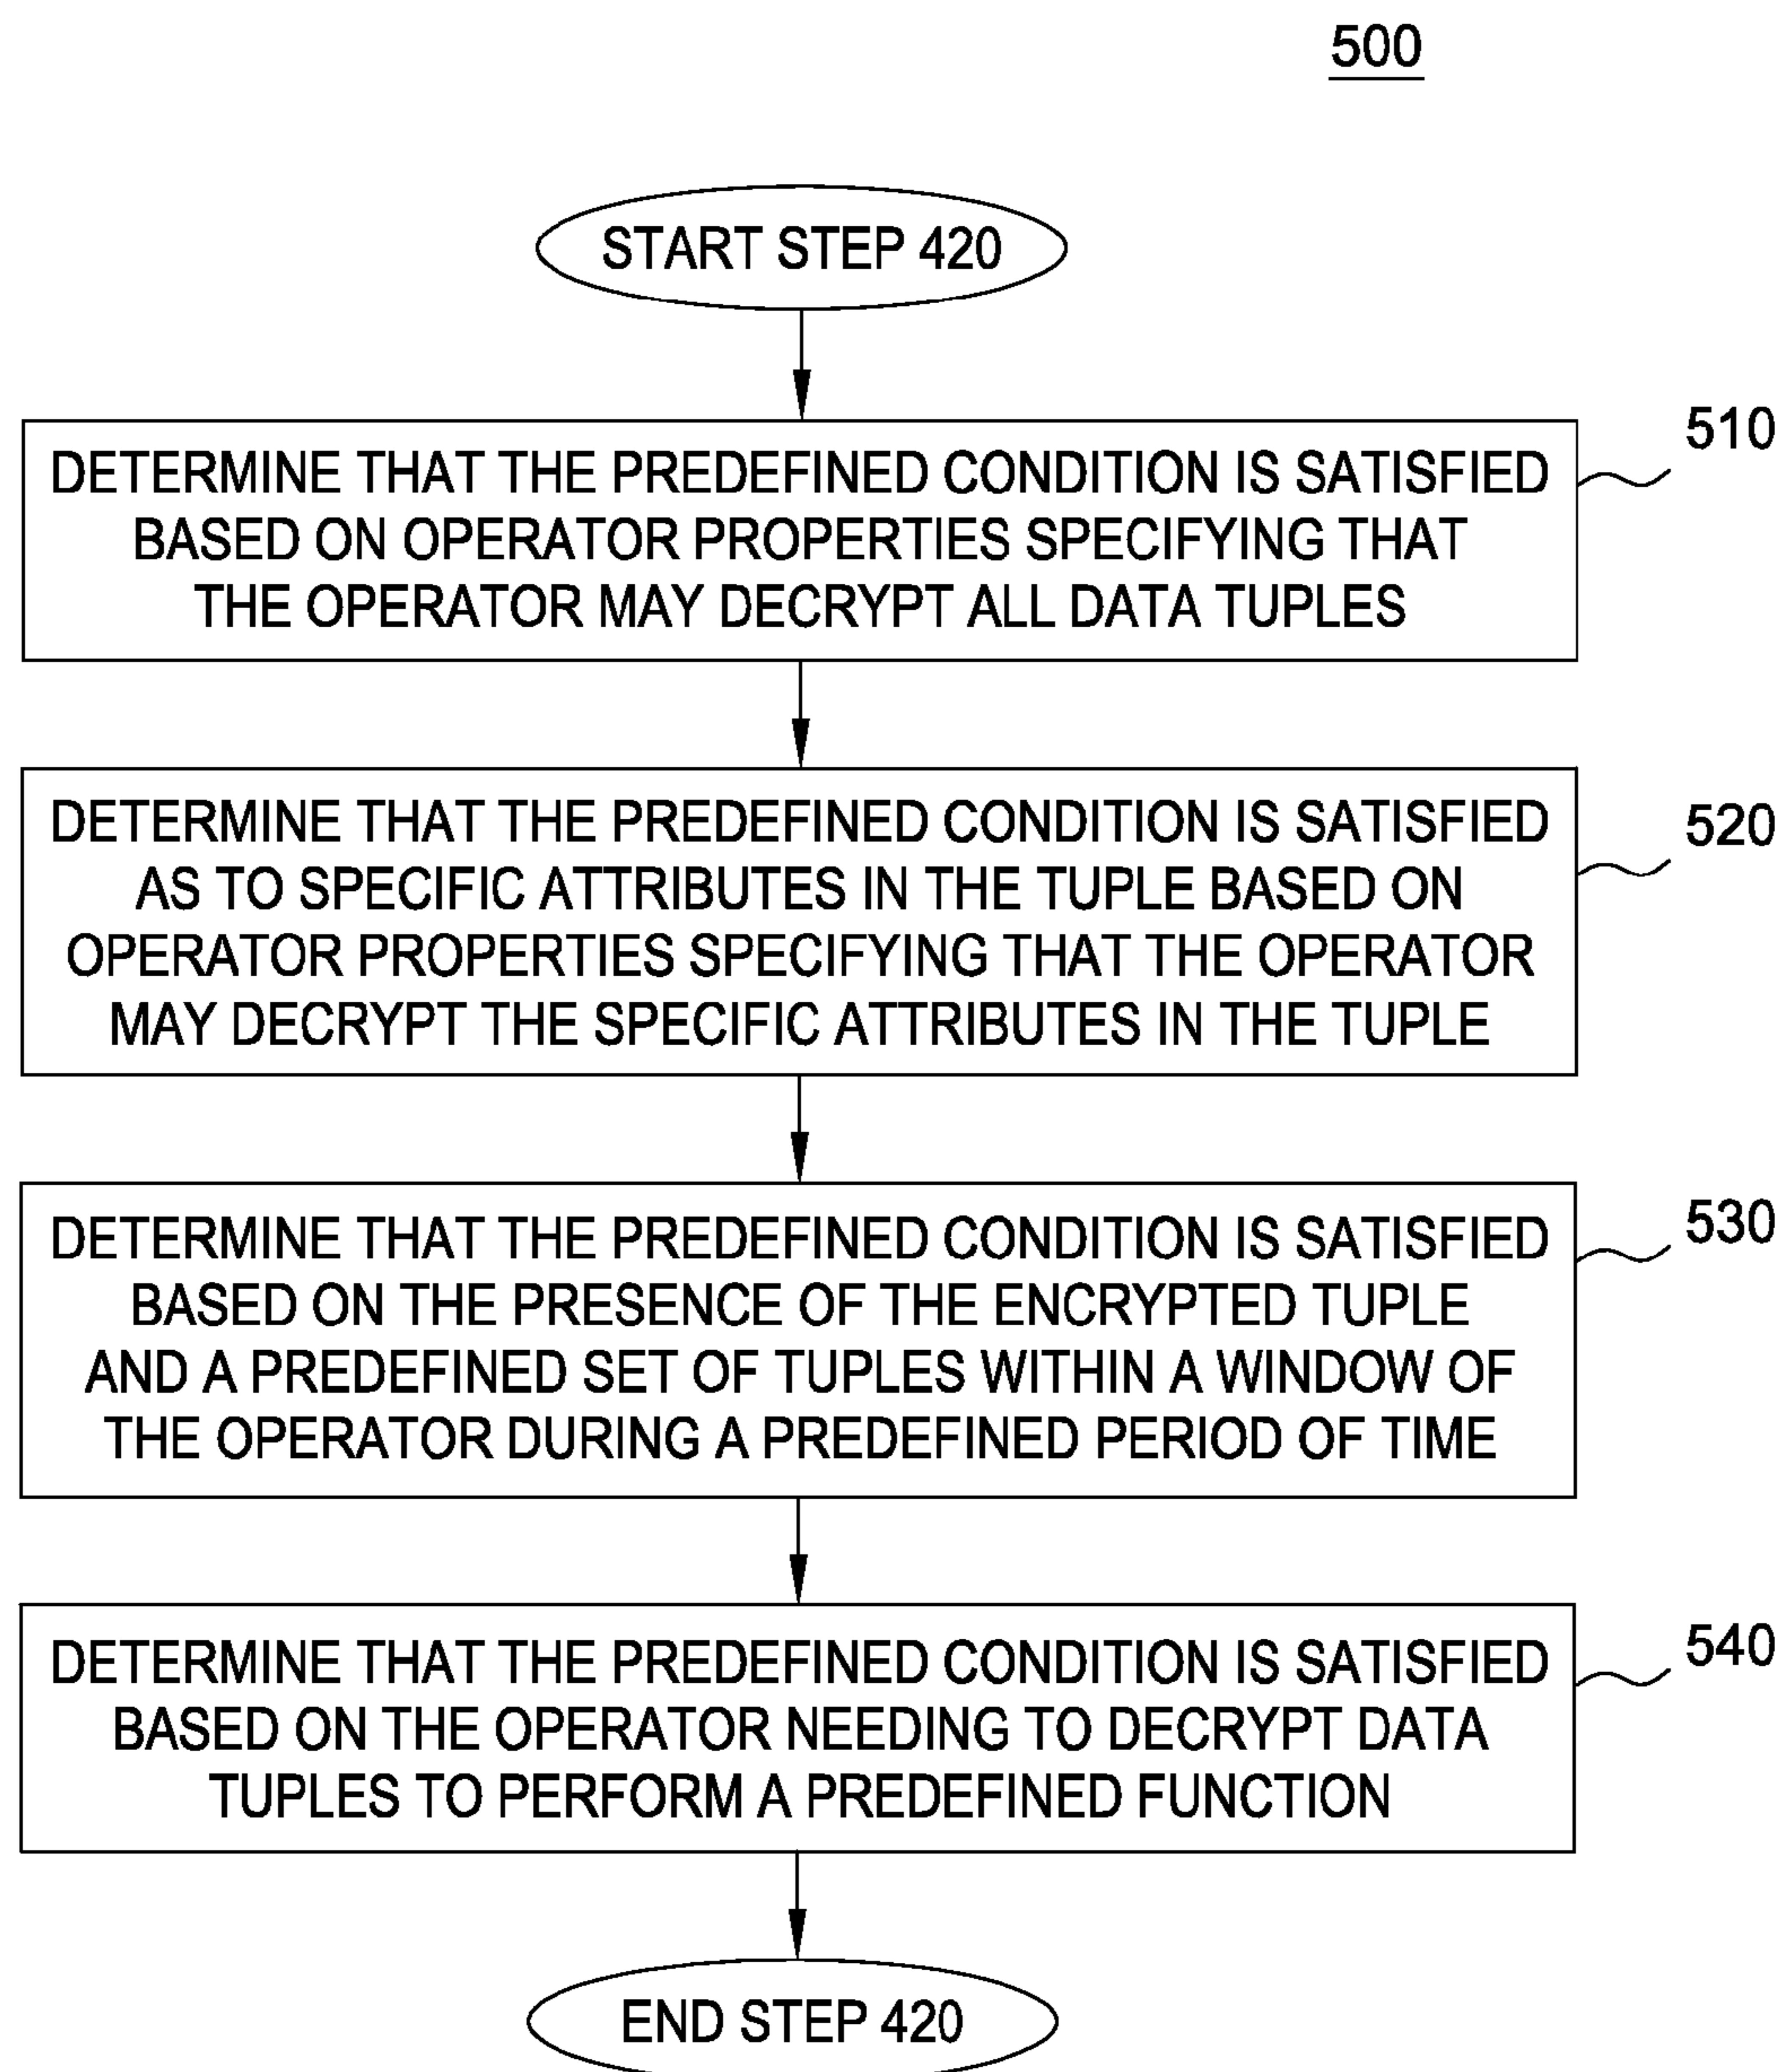 500
START STEP 420
DETERMINE THAT THE PREDEFINED CONDITION IS SATISFIED
BASED ON OPERATOR PROPERTIES SPECIFYING THAT
THE OPERATOR MAY DECRYPT ALL DATA TUPLES
510
DETERMINE THAT THE PREDEFINED CONDITION IS SATISFIED
AS TO SPECIFIC ATTRIBUTES IN THE TUPLE BASED ON
OPERATOR PROPERTIES SPECIFYING THAT THE OPERATOR
MAY DECRYPT THE SPECIFIC ATTRIBUTES IN THE TUPLE
520
DETERMINE THAT THE PREDEFINED CONDITION IS SATISFIED
BASED ON THE PRESENCE OF THE ENCRYPTED TUPLE
AND A PREDEFINED SET OF TUPLES WITHIN A WINDOW OF
THE OPERATOR DURING A PREDEFINED PERIOD OF TIME
530
DETERMINE THAT THE PREDEFINED CONDITION IS SATISFIED
BASED ON THE OPERATOR NEEDING TO DECRYPT DATA
TUPLES TO PERFORM A PREDEFINED FUNCTION
540
END STEP 420